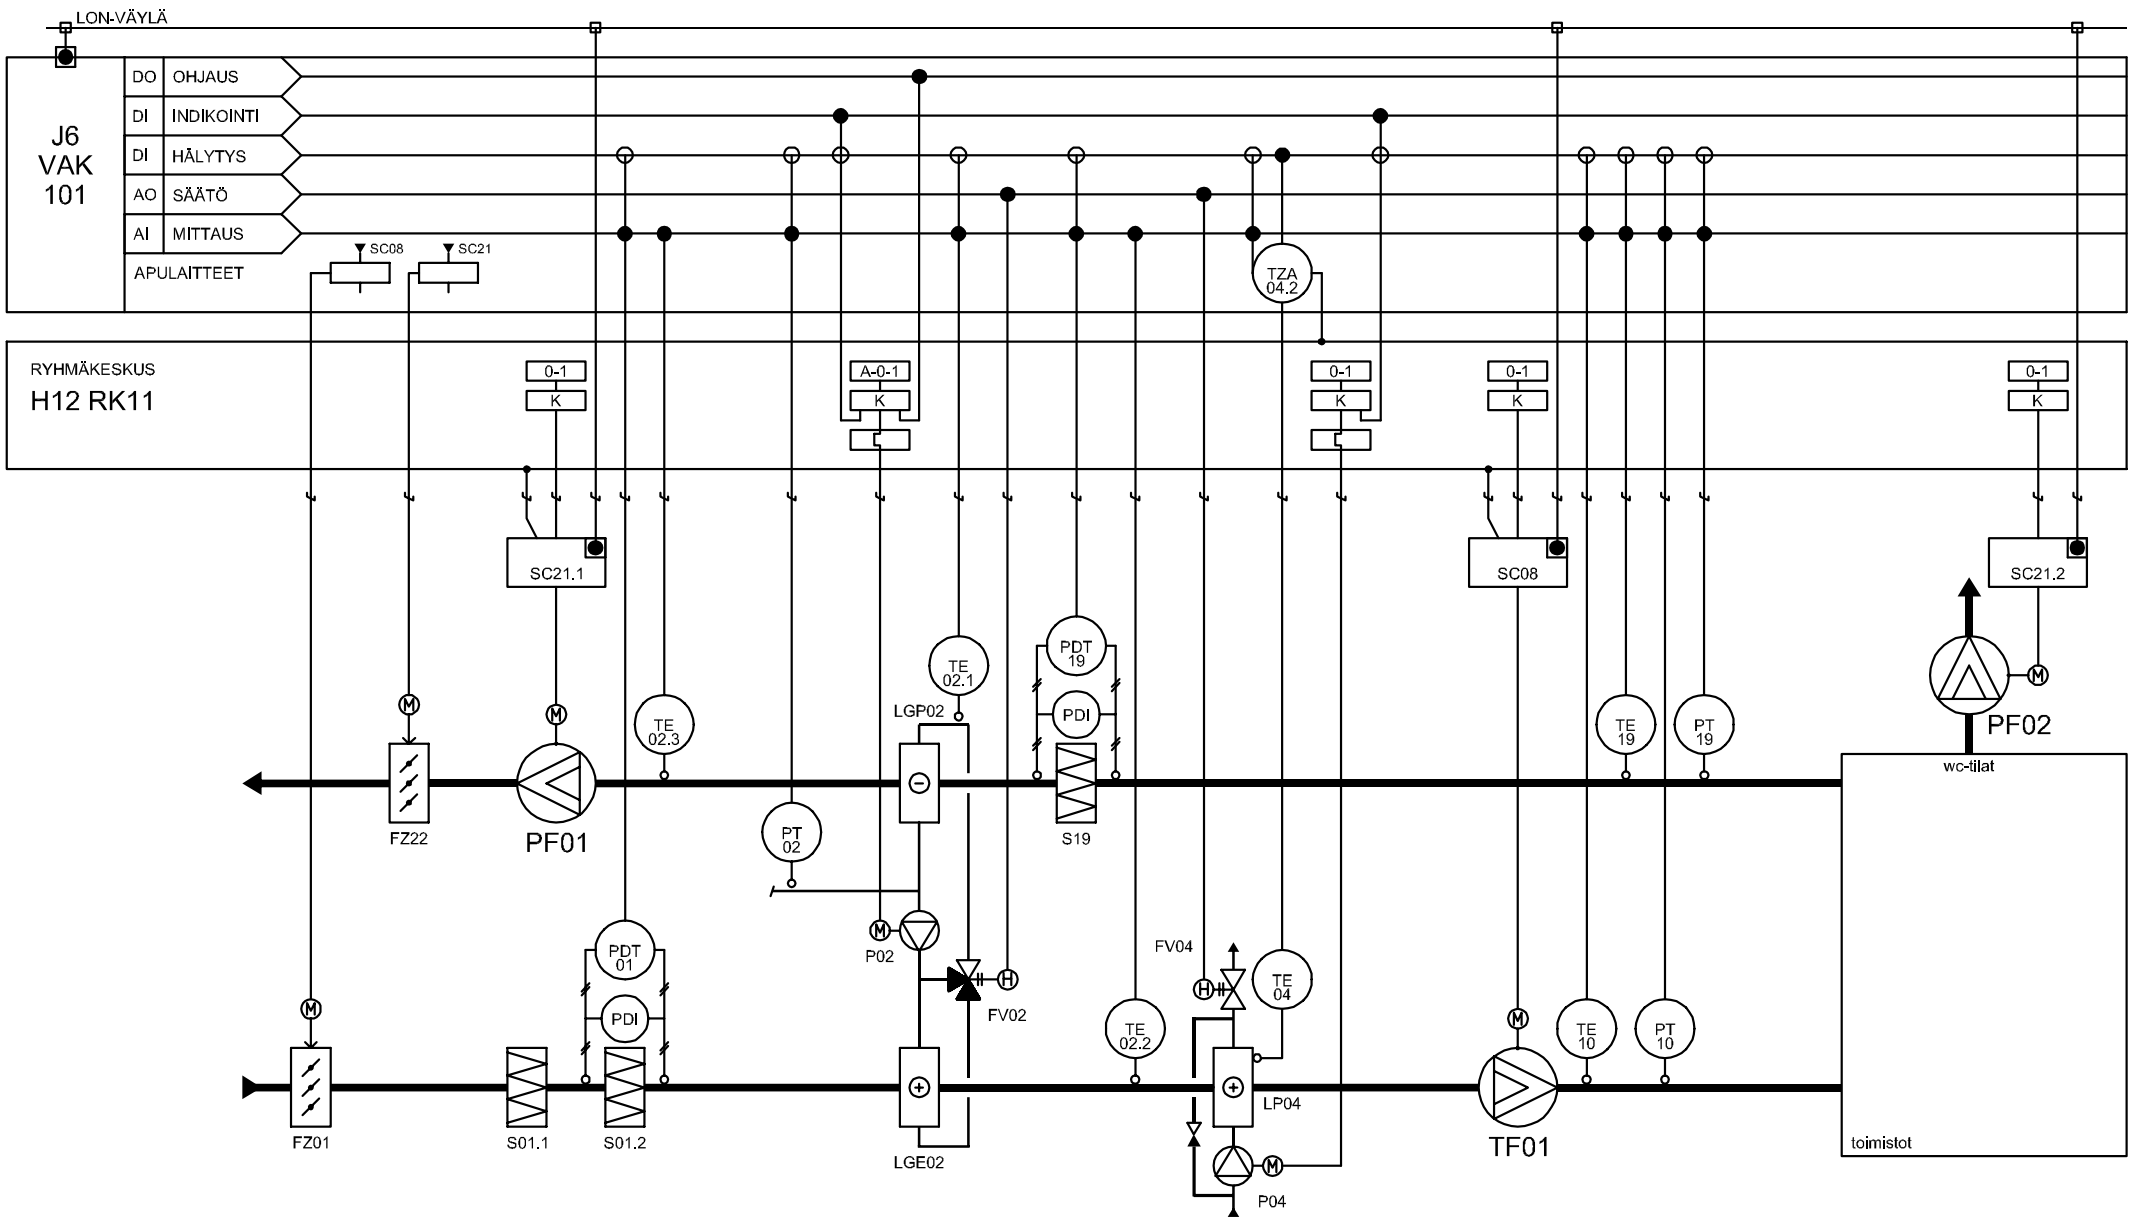 LON-VÄYLÄ
J6
VAK
101
DO OHJAUS
DI INDIKOINTI
DI HÄLYTYS
AO SÄÄTÖ
AI MITTAUS
APULAITTEET
SC08
SC21
TZA
04.2
RYHMÄKESKUS
H12 RK11
0-1
K
A-0-1
K
0-1
K
0-1
K
0-1
K
SC21.1
SC08
SC21.2
PDT
19
TE
02.1
M
PF02
M
M
TE
02.3
LGP02
PDI
TE
19
PT
19
wc-tilat
FZ22
PF01
PT
02
S19
M
P02
PDT
01
FV04
H
FV02
H
TE
04
M
PDI
TE
02.2
M
TE
10
PT
10
FZ01
S01.1
S01.2
LGE02
LP04
TF01
toimistot
M
P04